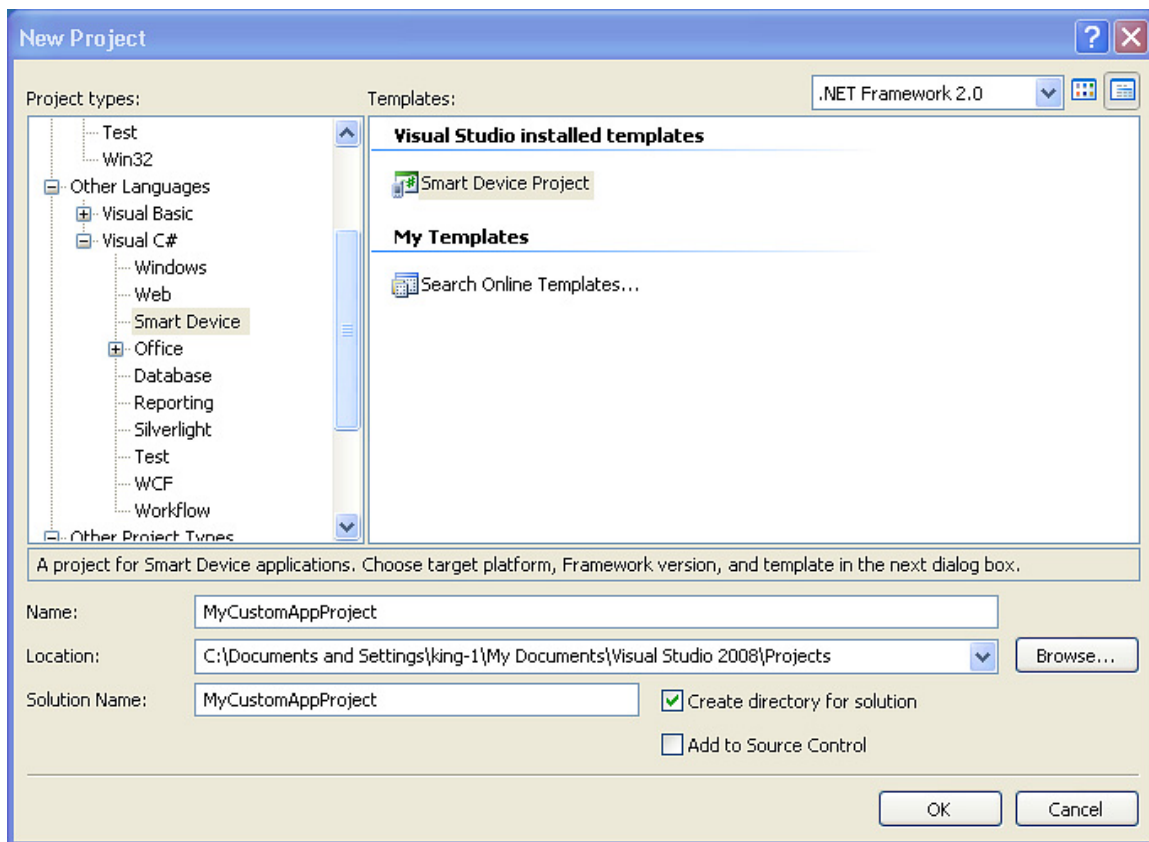 New Project
Project types:
Templates:
.NET Framework 2.0
Test
Win32
Other Languages
Visual Basic
Visual C#
Windows
Web
Smart Device
Office
Database
Reporting
Silverlight
Test
WCF
Workflow
Other Project Types
Visual Studio installed templates
Smart Device Project
My Templates
Search Online Templates...
A project for Smart Device applications. Choose target platform, Framework version, and template in the next dialog box.
Name: MyCustomAppProject
Location: C:\Documents and Settings\king-1\My Documents\Visual Studio 2008\Projects Browse...
Solution Name: MyCustomAppProject Create directory for solution
Add to Source Control
OK Cancel